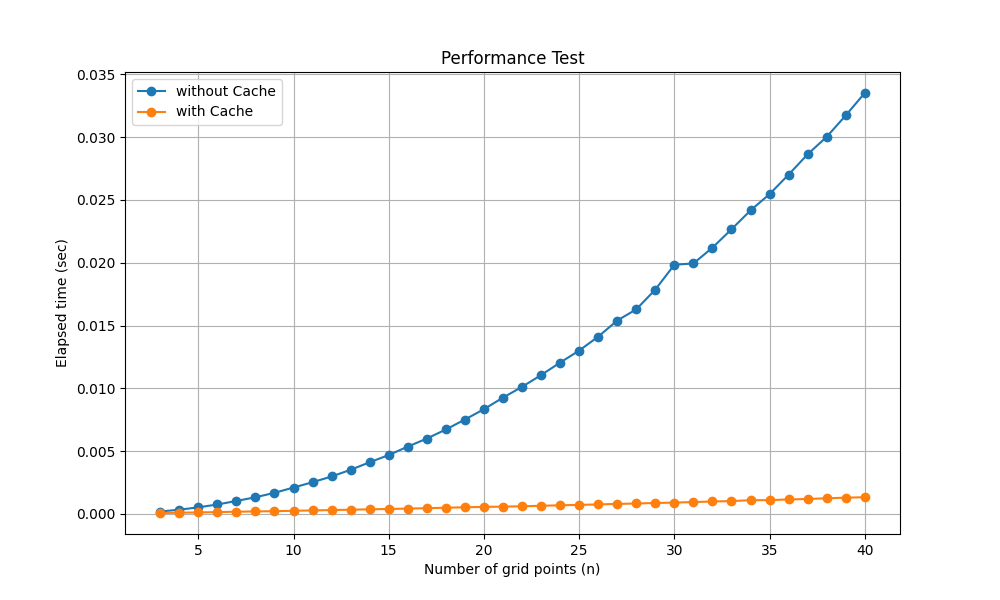 Performance Test
without Cache
with Cache
Elapsed time (sec)
0.035
0.030
0.025
0.020
0.015
0.010
0.005
0.000
5 10 15 20 25 30 35 40
Number of grid points (n)